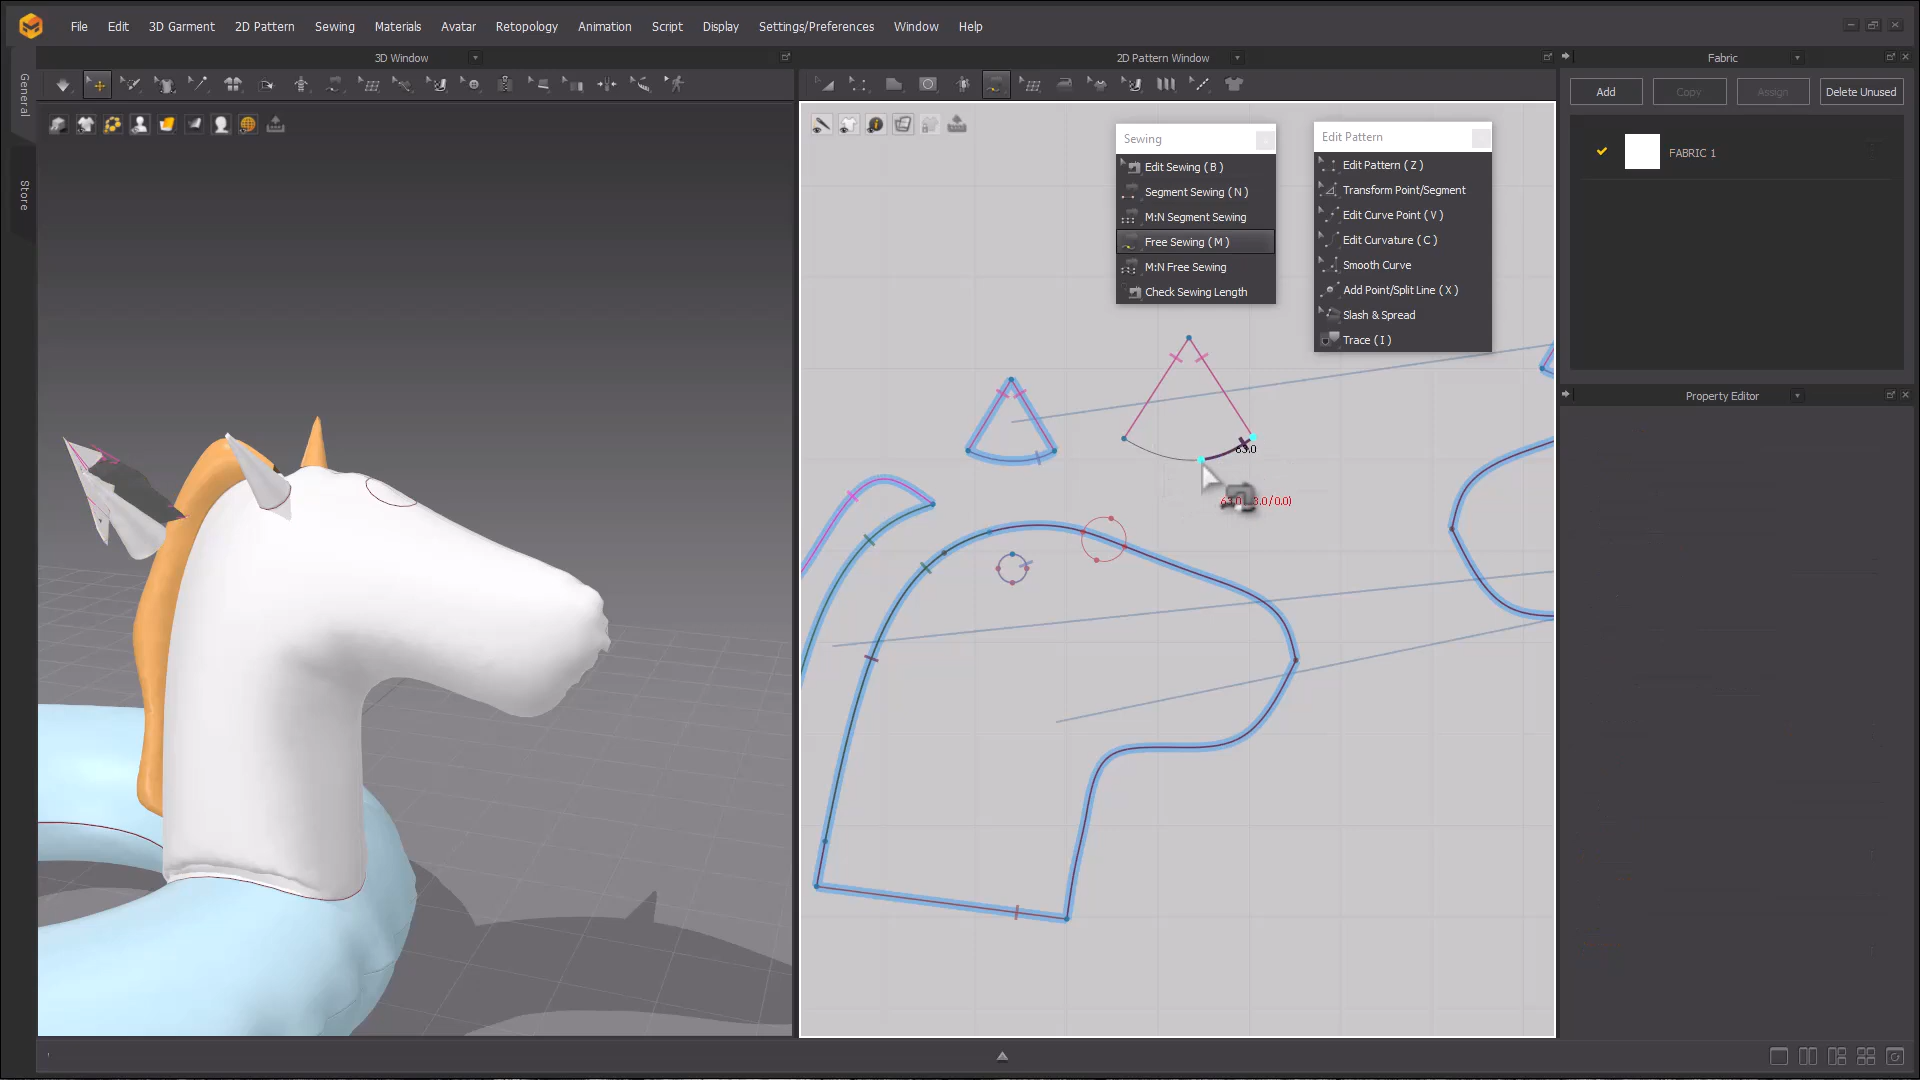 File Edit 3D Garment 2D Pattern Sewing Materials Avatar Retopology Animation Script Display Settings/Preferences Window Help
3D Window
2D Pattern Window
Fabric
General
Store
Add Copy Assign Delete Unused
FABRIC 1
Property Editor
Sewing
Edit Sewing ( B )
Segment Sewing ( N )
M:N Segment Sewing
Free Sewing ( M )
M:N Free Sewing
Check Sewing Length
Edit Pattern
Edit Pattern ( Z )
Transform Point/Segment
Edit Curve Point ( V )
Edit Curvature ( C )
Smooth Curve
Add Point/Split Line ( X )
Slash & Spread
Trace ( I )
63.0